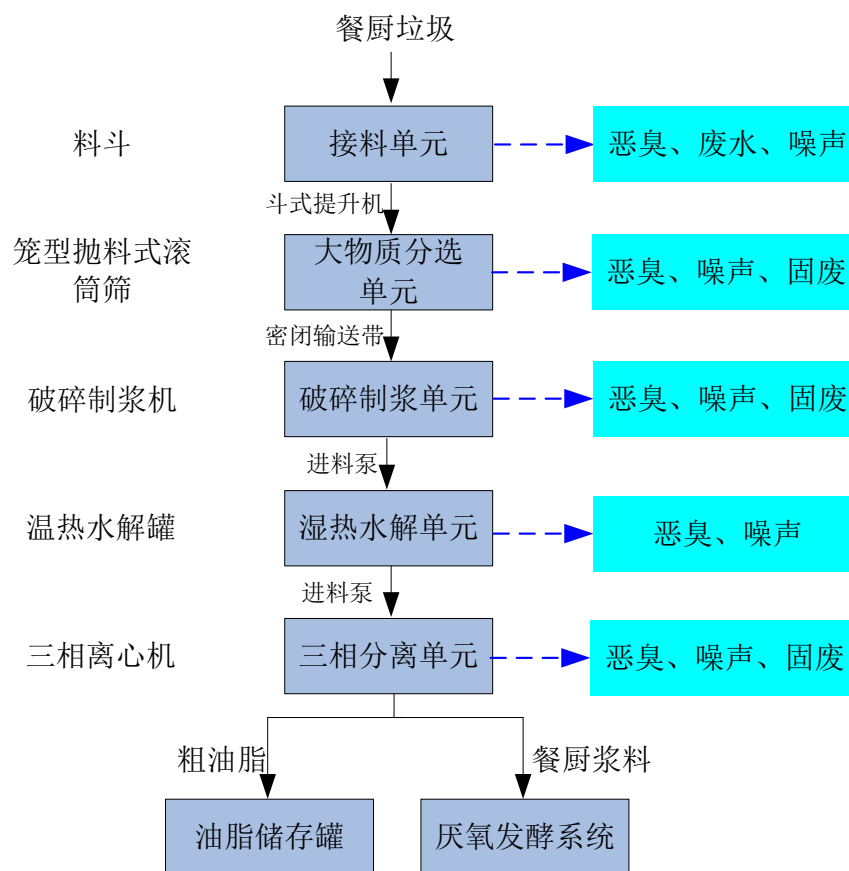 餐厨垃圾
料斗
接料单元
恶臭、废水、噪声
斗式提升机
笼型抛料式滚
筒筛
大物质分选
单元
恶臭、噪声、固废
密闭输送带
破碎制浆机
破碎制浆单元
恶臭、噪声、固废
进料泵
温热水解罐
湿热水解单元
恶臭、噪声
进料泵
三相离心机
三相分离单元
恶臭、噪声、固废
粗油脂
餐厨浆料
油脂储存罐
厌氧发酵系统